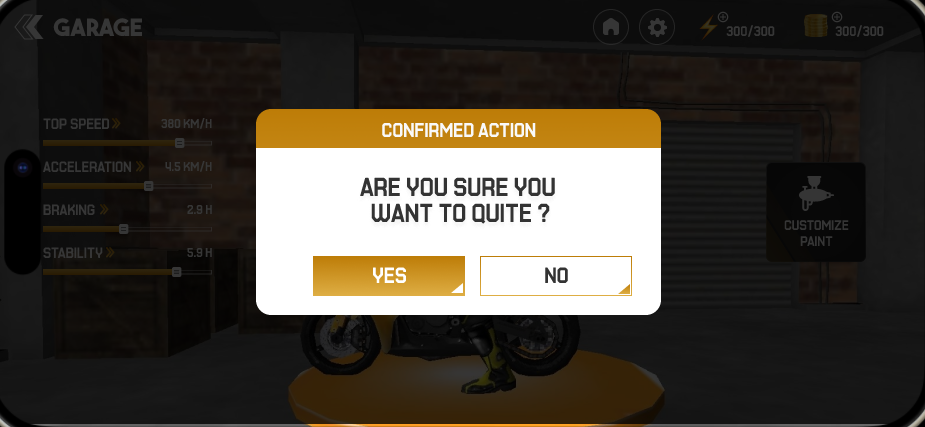 GARAGE
300/300
300/300
TOP SPEED
380 KM/H
ACCELERATION
4.5 KM/H
BRAKING
2.9 H
STABILITY
5.9 H
CONFIRMED ACTION
ARE YOU SURE YOU
WANT TO QUITE ?
YES
NO
CUSTOMIZE
PAINT